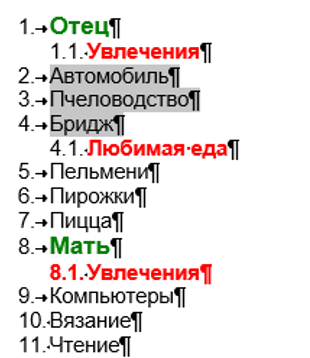 1.→Отец¶
1.1.·Увлечения¶
2.→Автомобиль¶
3.→Пчеловодство¶
4.→Бридж¶
4.1.·Любимая·еда¶
5.→Пельмени¶
6.→Пирожки¶
7.→Пицца¶
8.→Мать¶
8.1.·Увлечения¶
9.→Компьютеры¶
10.·Вязание¶
11.·Чтение¶